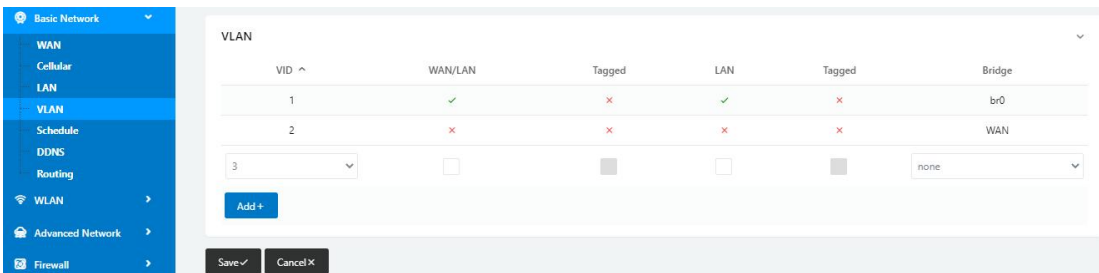 Basic Network
WAN
Cellular
LAN
VLAN
Schedule
DDNS
Routing
WLAN
Advanced Network
Firewall
VLAN
VID WAN/LAN Tagged LAN Tagged Bridge
1 br0
2 WAN
3 none
Add+
Save Cancel